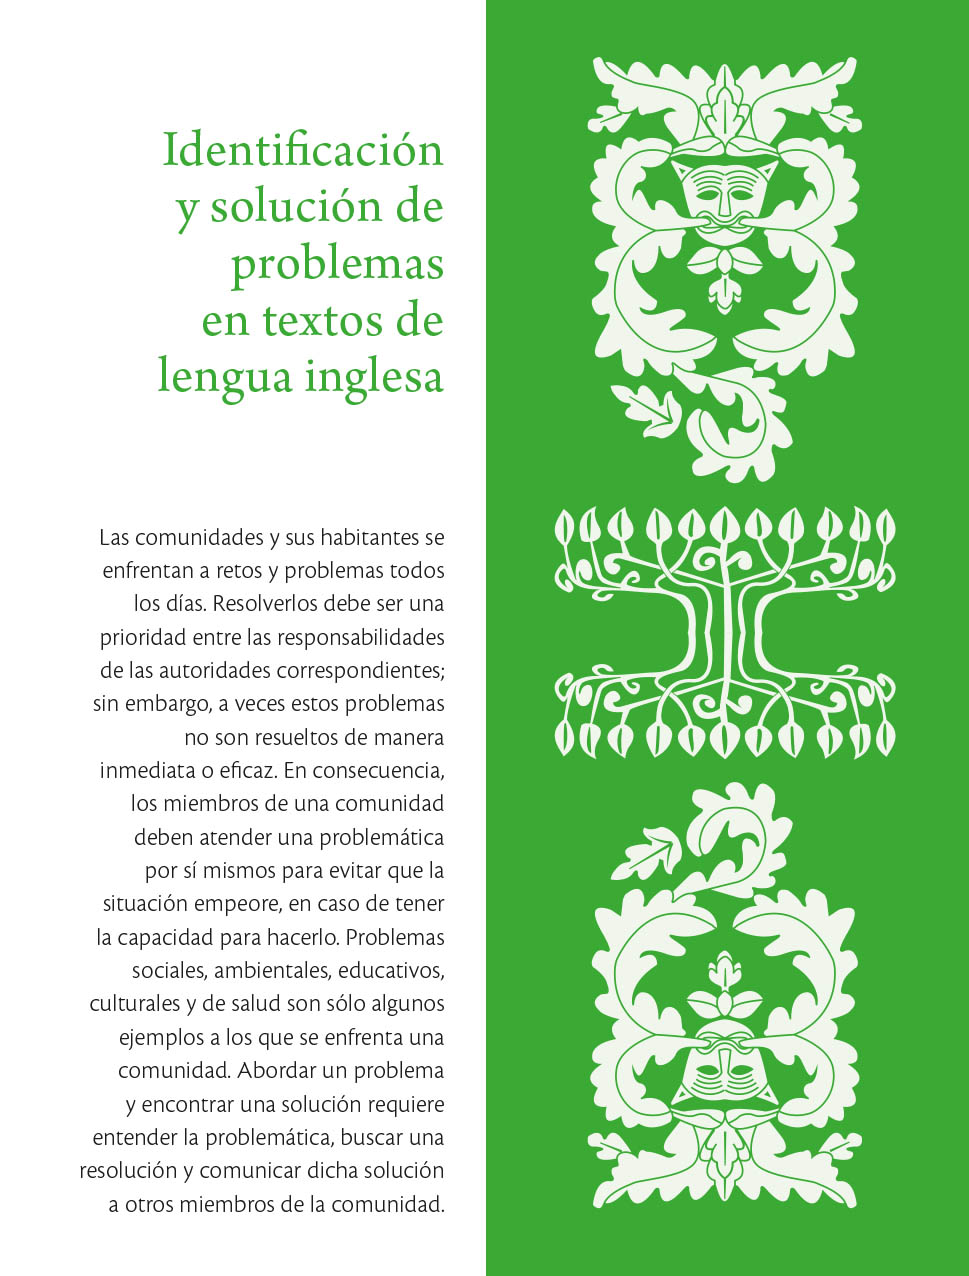 Identificación
y solución de
problemas
en textos de
lengua inglesa
Las comunidades y sus habitantes se
enfrentan a retos y problemas todos
los días. Resolverlos debe ser una
prioridad entre las responsabilidades
de las autoridades correspondientes;
sin embargo, a veces estos problemas
no son resueltos de manera
inmediata o eficaz. En consecuencia,
los miembros de una comunidad
deben atender una problemática
por sí mismos para evitar que la
situación empeore, en caso de tener
la capacidad para hacerlo. Problemas
sociales, ambientales, educativos,
culturales y de salud son sólo algunos
ejemplos a los que se enfrenta una
comunidad. Abordar un problema
y encontrar una solución requiere
entender la problemática, buscar una
resolución y comunicar dicha solución
a otros miembros de la comunidad.